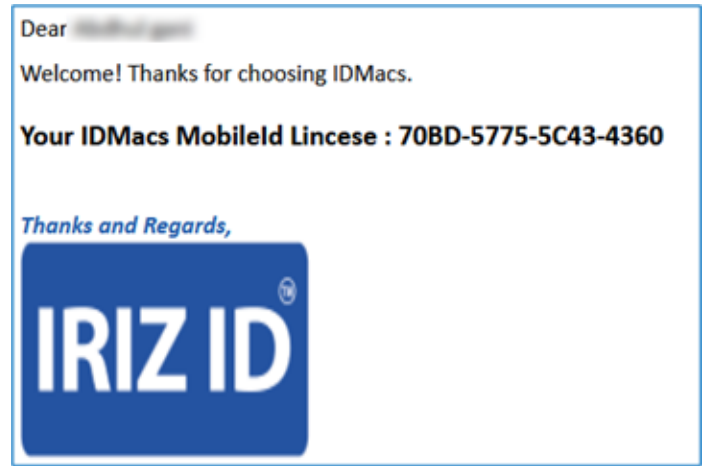 Dear
Welcome! Thanks for choosing IDMacs.
Your IDMacs MobileId Lincese : 70BD-5775-5C43-4360
Thanks and Regards,
IRIZ ID TM